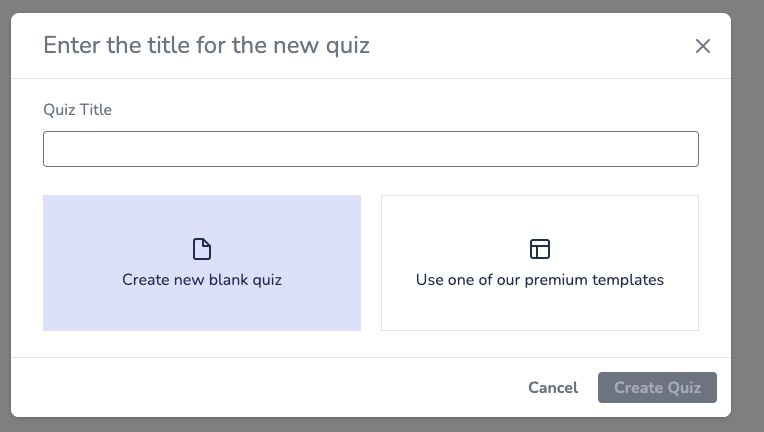 Enter the title for the new quiz
Quiz Title
Create new blank quiz
Use one of our premium templates
Cancel
Create Quiz